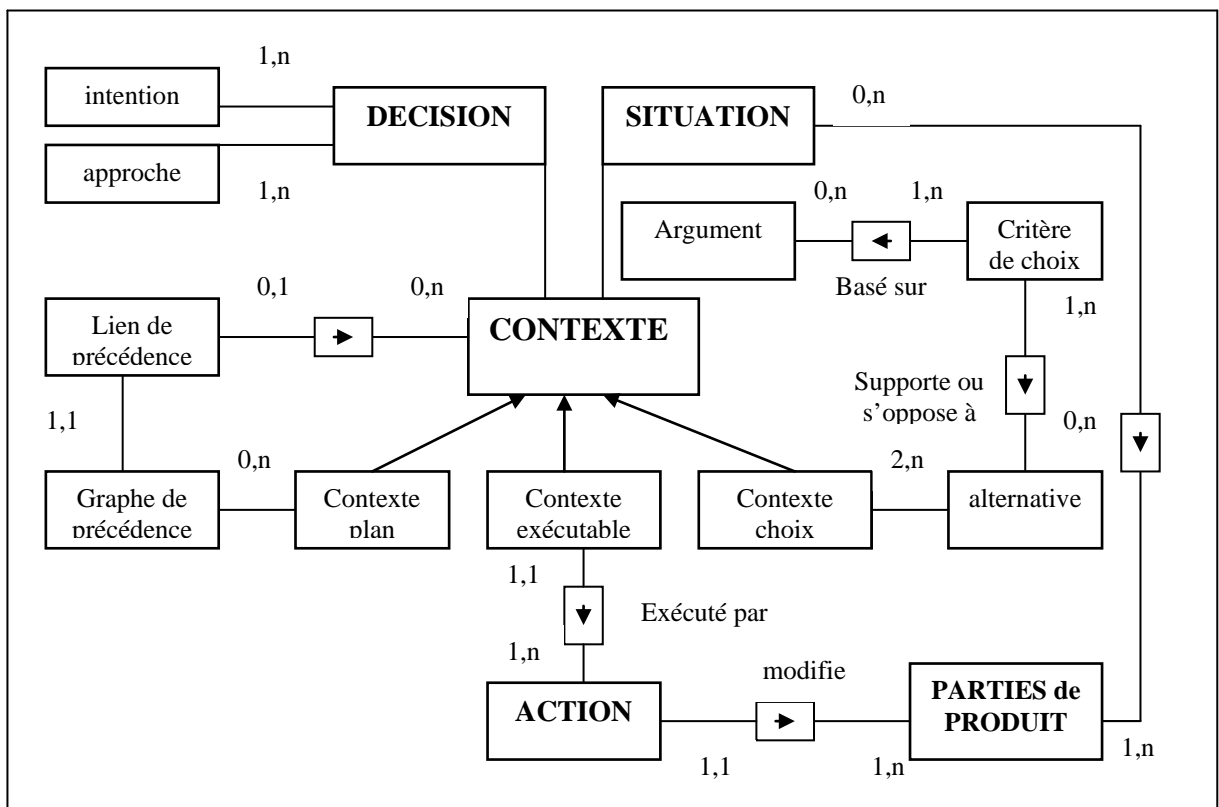 1,n
intention
DECISION
SITUATION
0,n
approche
1,n
0,n
1,n
Argument
Critère
de choix
Basé sur
0,1
0,n
1,n
Lien de
précédence
CONTEXTE
Supporte ou
s’oppose à
1,1
0,n
0,n
2,n
Graphe de
précédence
Contexte
plan
Contexte
exécutable
Contexte
choix
alternative
1,1
Exécuté par
1,n
modifie
ACTION
PARTIES de
PRODUIT
1,1
1,n
1,n